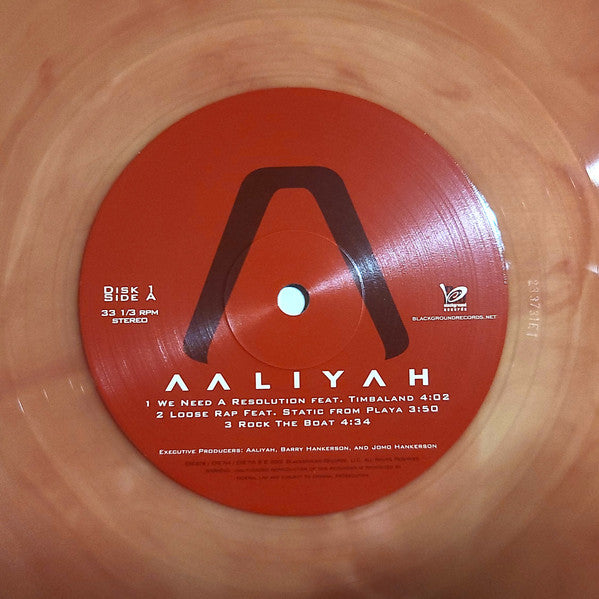 Disk 1
Side A
33 1/3 RPM
STEREO
background
RECORDS
BLACKGROUNDRECORDS.NET
AALIYAH
1 We Need A Resolution feat. Timbaland 4:02
2 Loose Rap Feat. Static from Playa 3:50
3 Rock The Boat 4:34
Executive Producers: Aaliyah, Barry Hankerson, and Jomo Hankerson